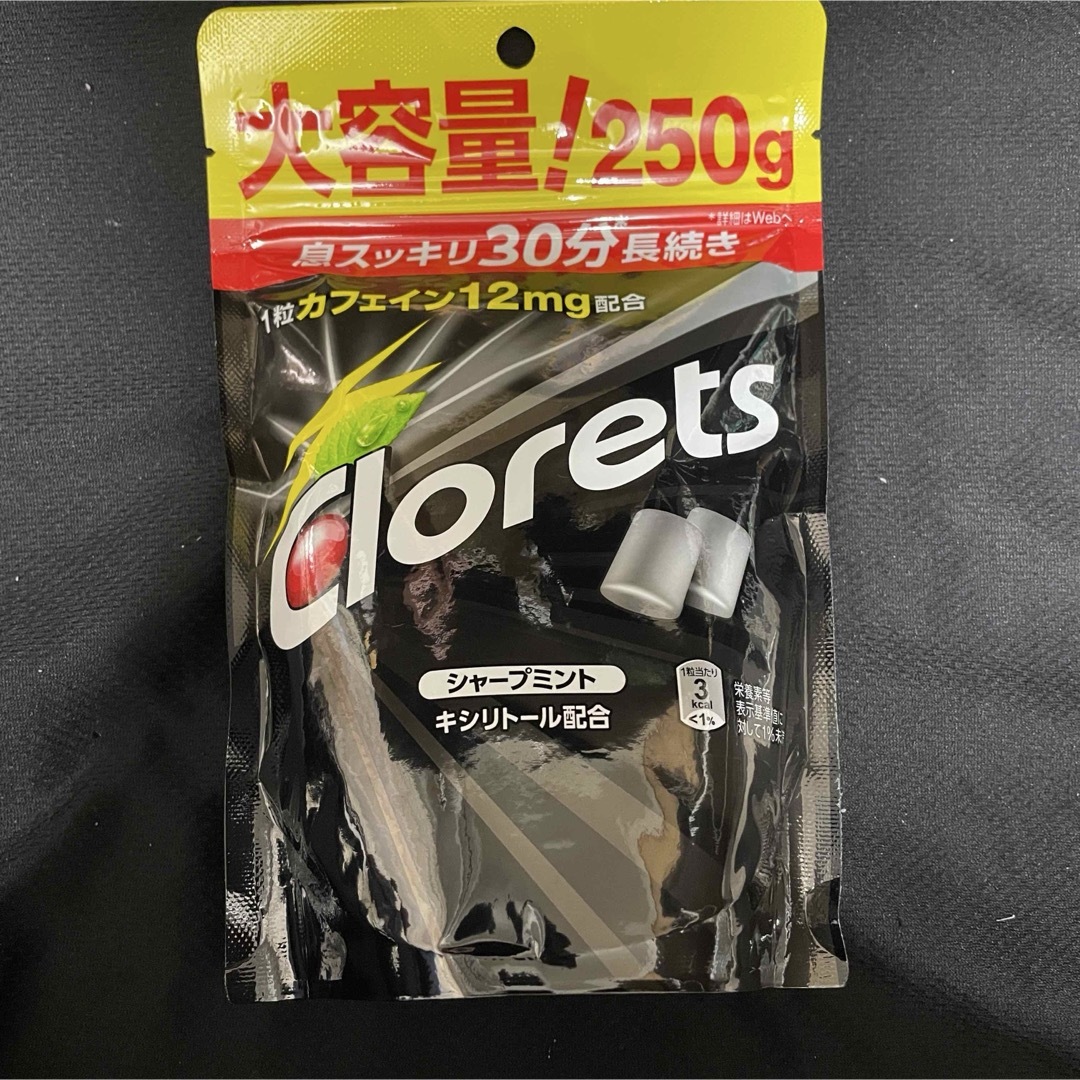 大容量!250g
*詳細はWebへ
息スッキリ30分*長続き
1粒カフェイン12mg配合
Clorets
シャープミント
キシリトール配合
1粒当たり
3
kcal
<1%
栄養素等
表示基準値に
対して1%未満